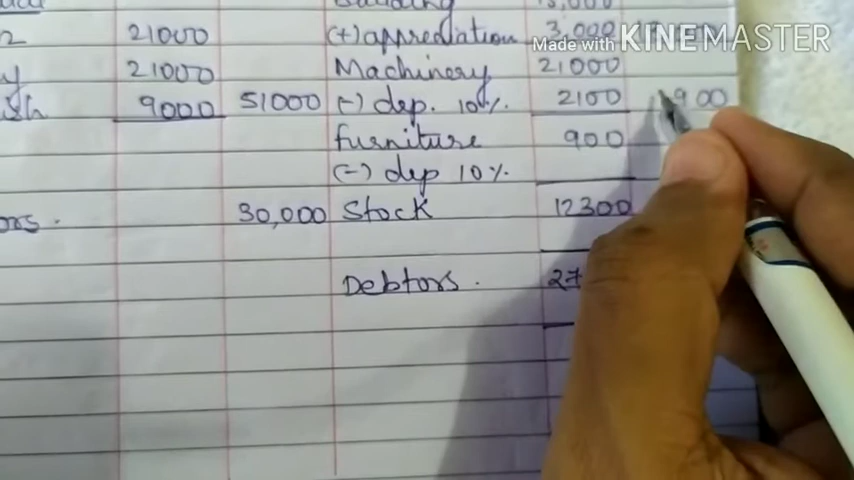 21000 (+) appreciation 3,000
Made with KINEMASTER
21000 Machinery 21000
9000 51000 (-) dep. 10%. 2100 900
furniture 900
(-) dep 10%.
30,000 Stock 12300
Debtors.